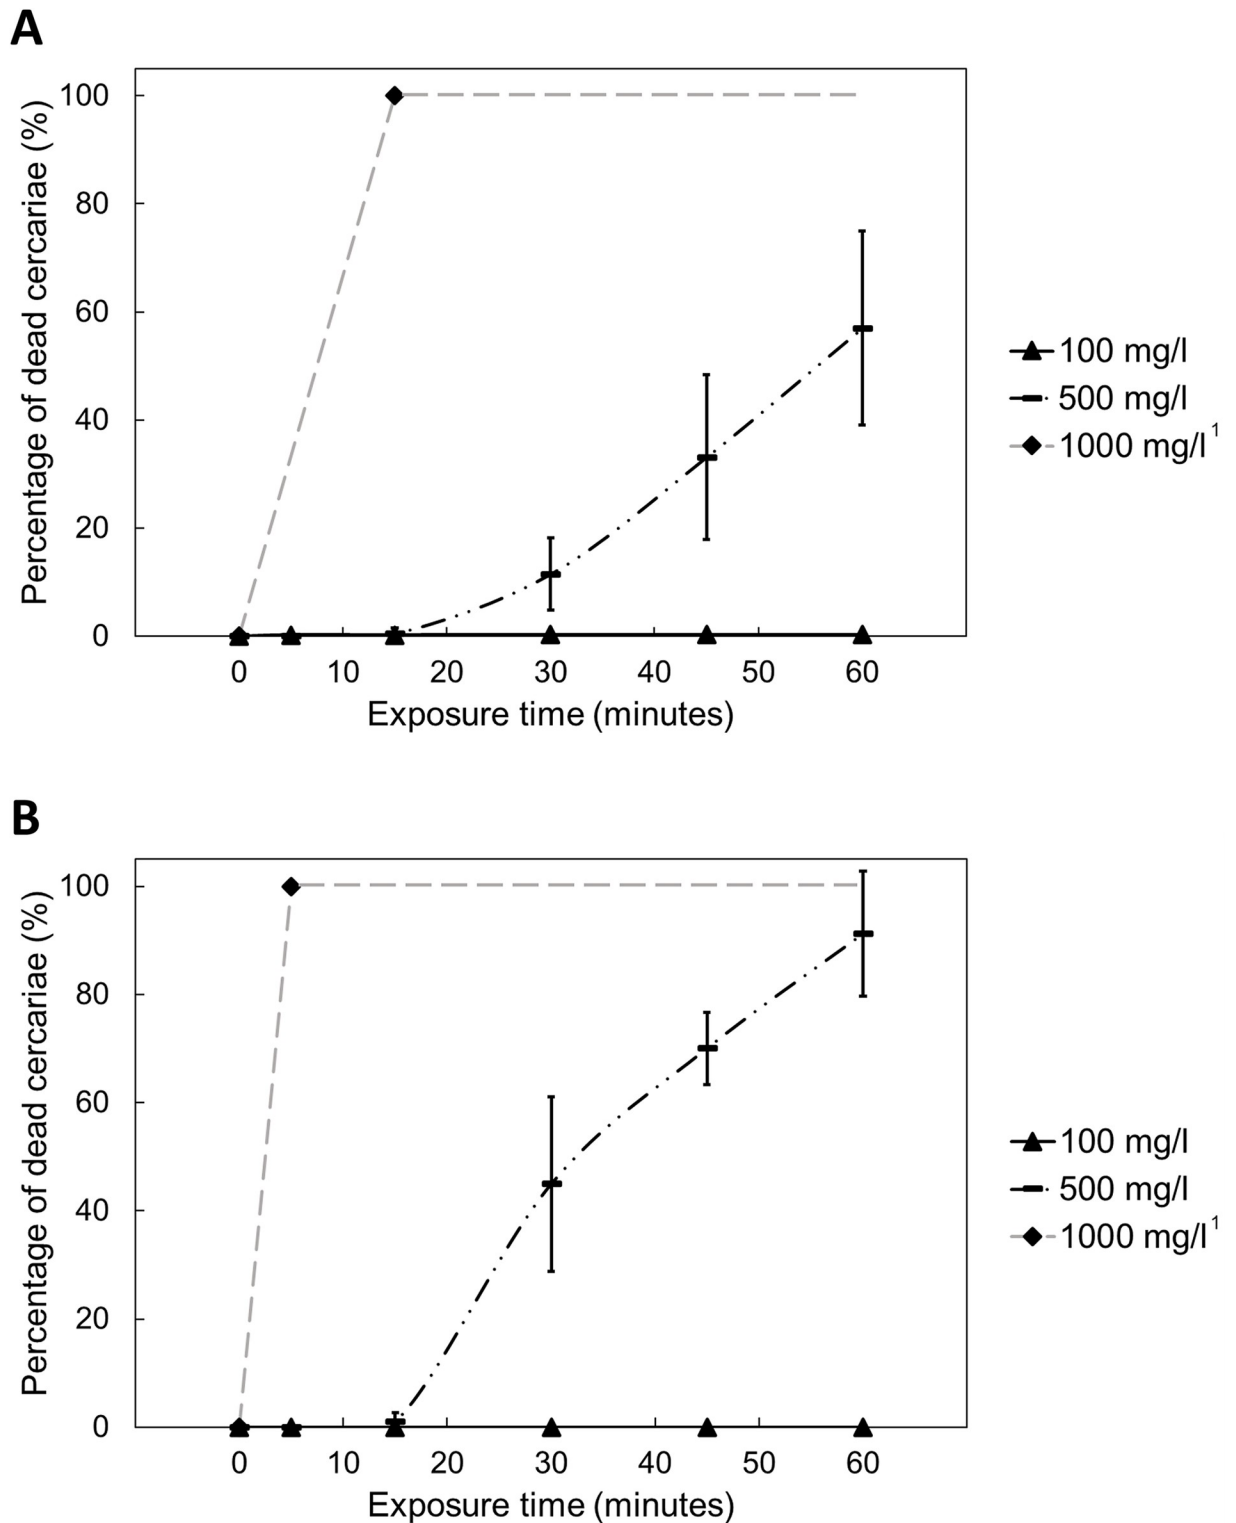 A
Percentage of dead cercariae (%)
100
80
60
40
20
0
0 10 20 30 40 50 60
Exposure time (minutes)
100 mg/l
500 mg/l
1000 mg/l¹
B
Percentage of dead cercariae (%)
100
80
60
40
20
0
0 10 20 30 40 50 60
Exposure time (minutes)
100 mg/l
500 mg/l
1000 mg/l¹